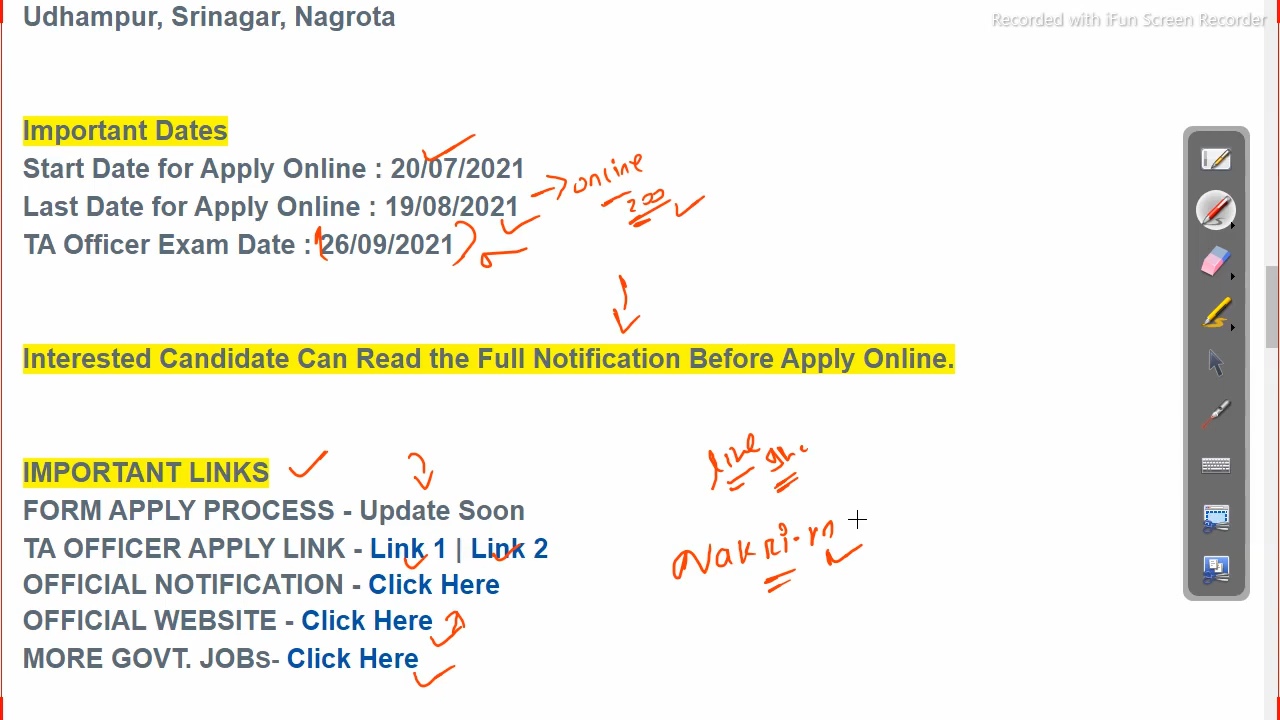 Udhampur, Srinagar, Nagrota
Recorded with iFun Screen Recorder
Important Dates
Start Date for Apply Online : 20/07/2021
online
Last Date for Apply Online : 19/08/2021
200
TA Officer Exam Date : 26/09/2021
Interested Candidate Can Read the Full Notification Before Apply Online.
IMPORTANT LINKS
FORM APPLY PROCESS - Update Soon
TA OFFICER APPLY LINK - Link 1 | Link 2
OFFICIAL NOTIFICATION - Click Here
OFFICIAL WEBSITE - Click Here
MORE GOVT. JOBS- Click Here